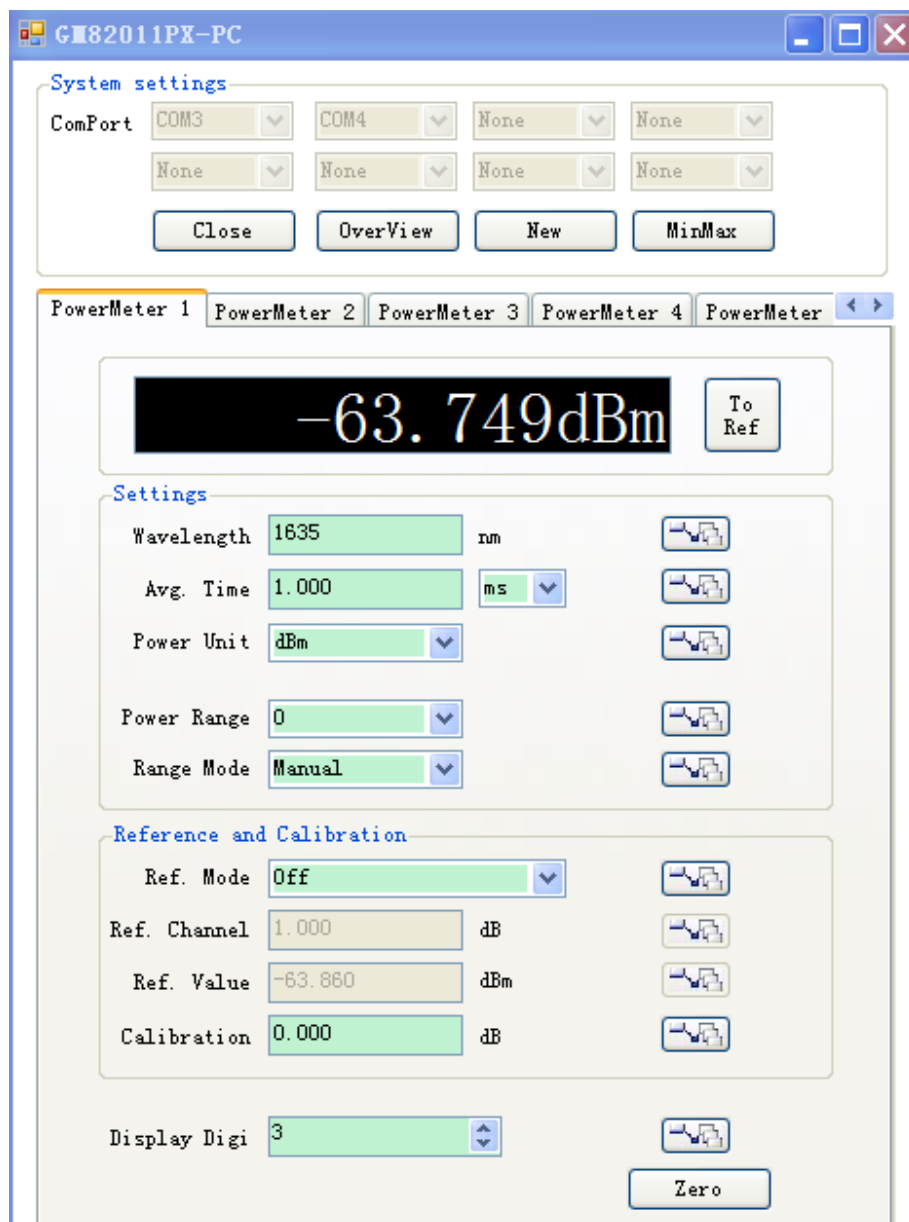 GM82011PX-PC
System settings
ComPort COM3 COM4 None None
None None None None
Close OverView New MinMax
PowerMeter 1 PowerMeter 2 PowerMeter 3 PowerMeter 4 PowerMeter
-63.749dBm To Ref
Settings
Wavelength 1635 nm
Avg. Time 1.000 ms
Power Unit dBm
Power Range 0
Range Mode Manual
Reference and Calibration
Ref. Mode Off
Ref. Channel 1.000 dB
Ref. Value -63.860 dBm
Calibration 0.000 dB
Display Digi 3
Zero